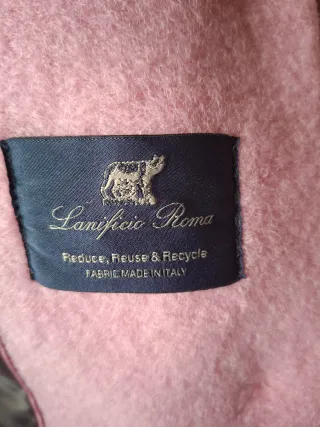 Lanificio Roma
Reduce, Reuse & Recycle
FABRIC MADE IN ITALY